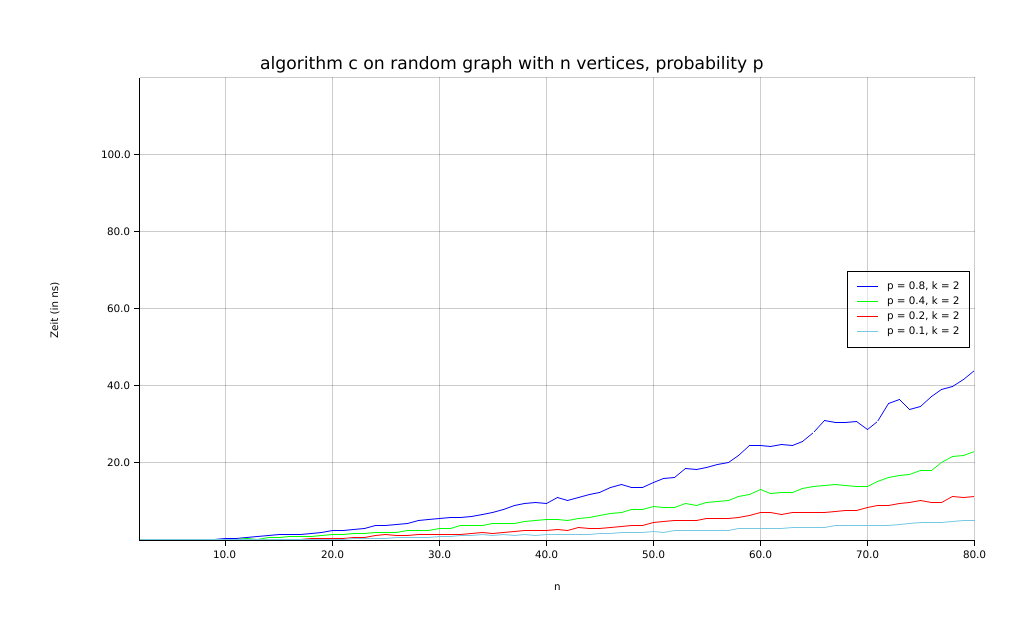 algorithm c on random graph with n vertices, probability p
100.0
80.0
60.0
40.0
20.0
Zeit (in ns)
p = 0.8, k = 2
p = 0.4, k = 2
p = 0.2, k = 2
p = 0.1, k = 2
10.0 20.0 30.0 40.0 50.0 60.0 70.0 80.0
n